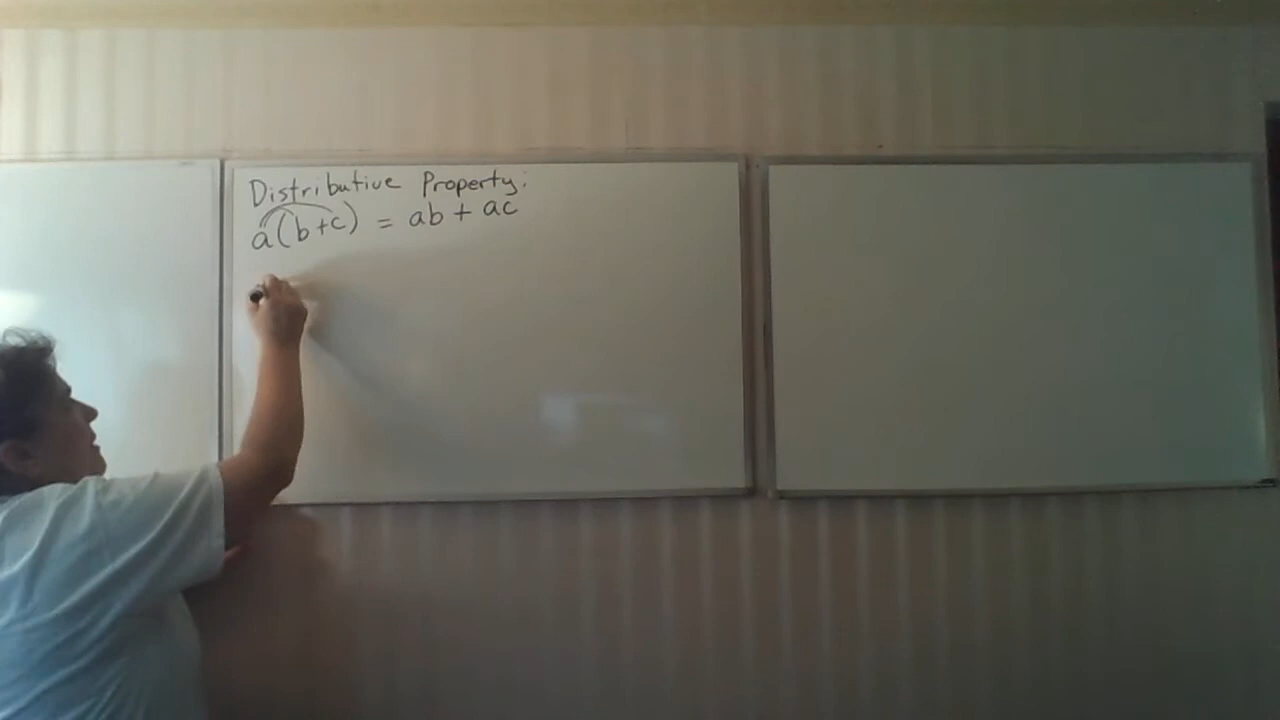 Distributive Property:
a(b+c) = ab + ac